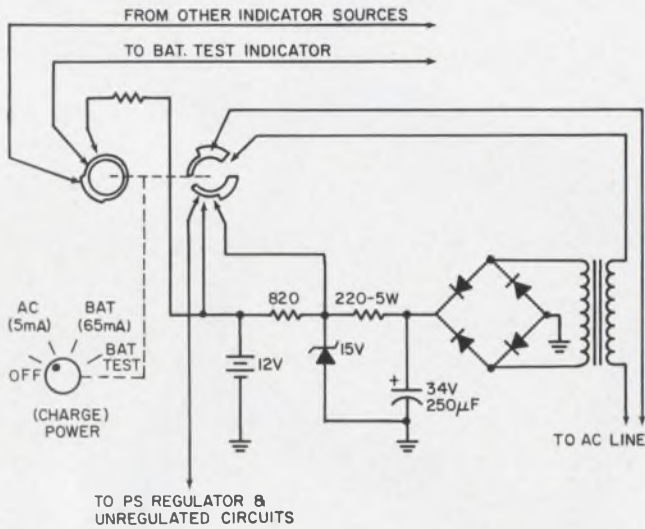 FROM OTHER INDICATOR SOURCES
TO BAT. TEST INDICATOR
820
220-5W
12V
15V
34V
250μF
AC
(5mA)
BAT
(65mA)
BAT
TEST
OFF
(CHARGE)
POWER
TO AC LINE
TO PS REGULATOR &
UNREGULATED CIRCUITS